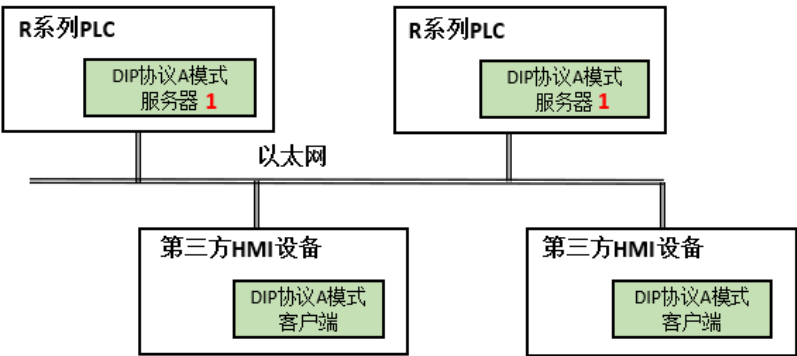 R系列PLC
DIP协议A模式
服务器 1
R系列PLC
DIP协议A模式
服务器 1
以太网
第三方HMI设备
DIP协议A模式
客户端
第三方HMI设备
DIP协议A模式
客户端